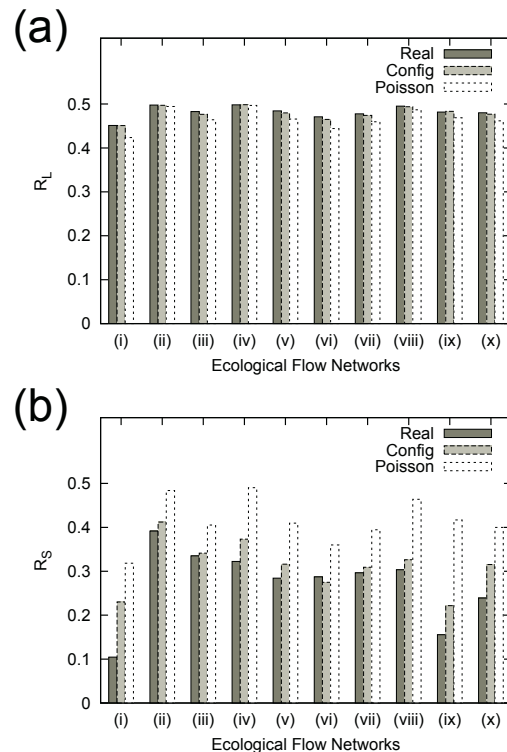 (a)
Real
Config
Poisson
0.5
0.4
0.3
0.2
0.1
0
R_L
(i) (ii) (iii) (iv) (v) (vi) (vii) (viii) (ix) (x)
Ecological Flow Networks
(b)
Real
Config
Poisson
0.5
0.4
0.3
0.2
0.1
0
R_S
(i) (ii) (iii) (iv) (v) (vi) (vii) (viii) (ix) (x)
Ecological Flow Networks